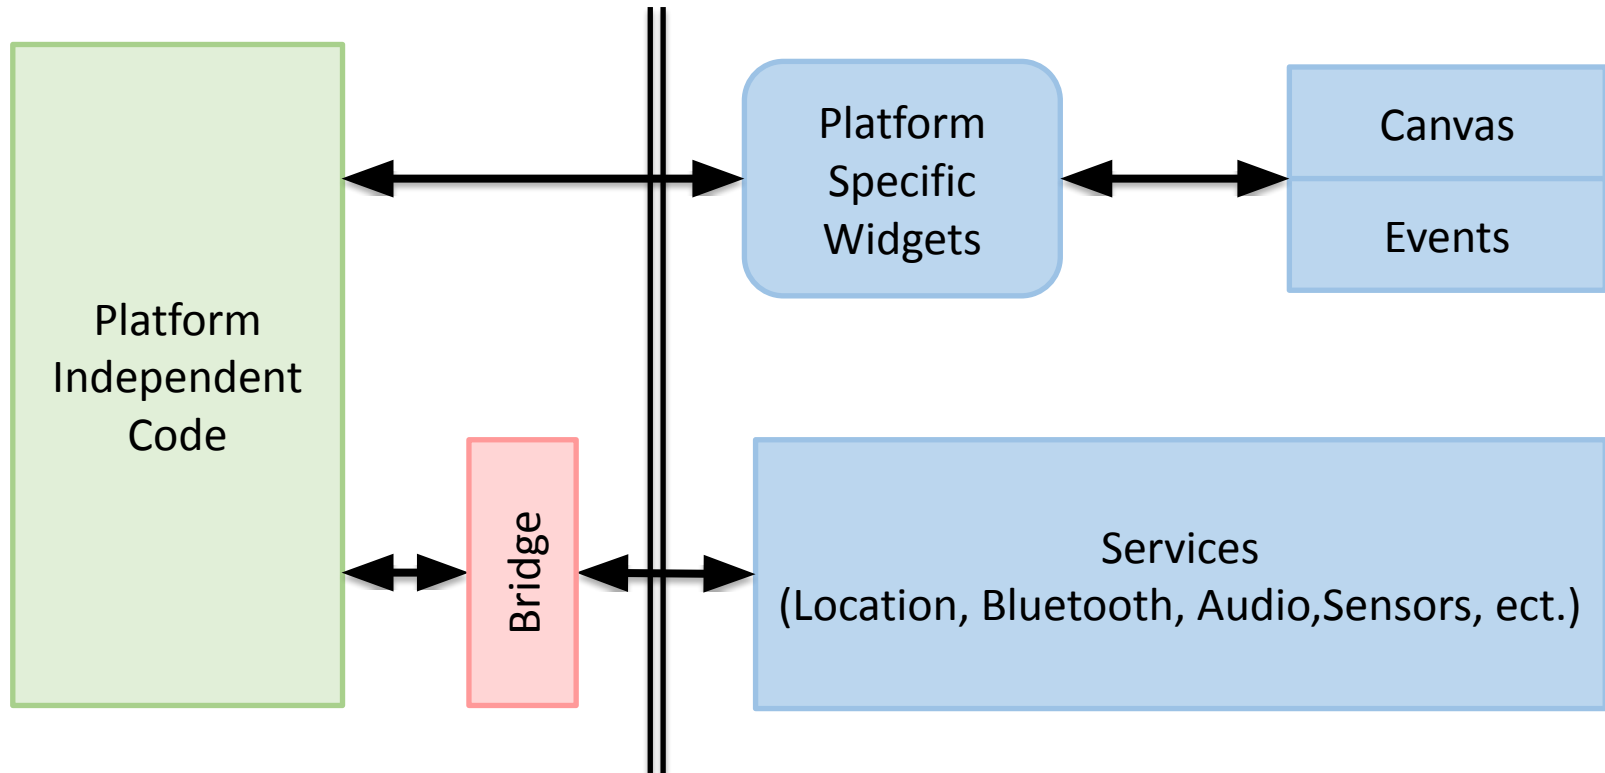 Platform
Independent
Code
Bridge
Platform
Specific
Widgets
Canvas
Events
Services
(Location, Bluetooth, Audio,Sensors, ect.)